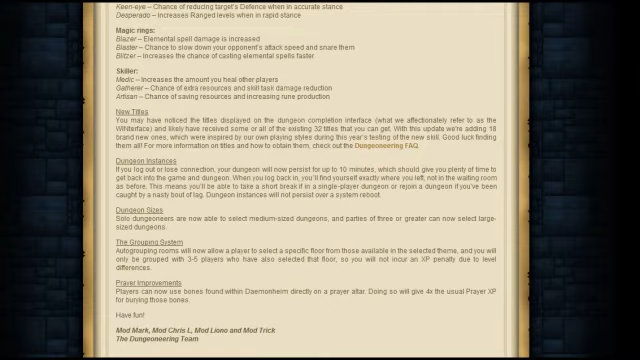 Keen-eye – Chance of reducing target's Defence when in accurate stance
Desperado – Increases Ranged levels when in rapid stance
Magic rings:
Blazer – Elemental spell damage is increased
Blaster – Chance to slow down your opponent's attack speed and snare them
Blitzer – Increases the chance of casting elemental spells faster
Skiller:
Medic – Increases the amount you heal other players
Gatherer – Chance of extra resources and skill task damage reduction
Artisan – Chance of saving resources and increasing rune production
New Titles
You may have noticed the titles displayed on the dungeon completion interface (what we affectionately refer to as the
WINterface) and likely have received some or all of the existing 32 titles that you can get. With this update we're adding 18
brand new ones, which were inspired by our own playing styles during this year's testing of the new skill. Good luck finding
them all! For more information on titles and how to obtain them, check out the Dungeoneering FAQ.
Dungeon Instances
If you log out or lose connection, your dungeon will now persist for up to 10 minutes, which should give you plenty of time to
get back into the game and dungeon. When you log back in, you'll find yourself exactly where you left, not in the waiting room
as before. This means you'll be able to take a short break if in a single-player dungeon or rejoin a dungeon if you've been
caught by a nasty bout of lag. Dungeon instances will not persist over a system reboot.
Dungeon Sizes
Solo dungeoneers are now able to select medium-sized dungeons, and parties of three or greater can now select large-
sized dungeons.
The Grouping System
Autogrouping rooms will now allow a player to select a specific floor from those available in the selected theme, and you will
only be grouped with 3-5 players who have also selected that floor, so you will not incur an XP penalty due to level
differences.
Prayer Improvements
Players can now use bones found within Daemonheim directly on a prayer altar. Doing so will give 4x the usual Prayer XP
for burying those bones.
Have fun!
Mod Mark, Mod Chris L, Mod Liono and Mod Trick
The Dungeoneering Team